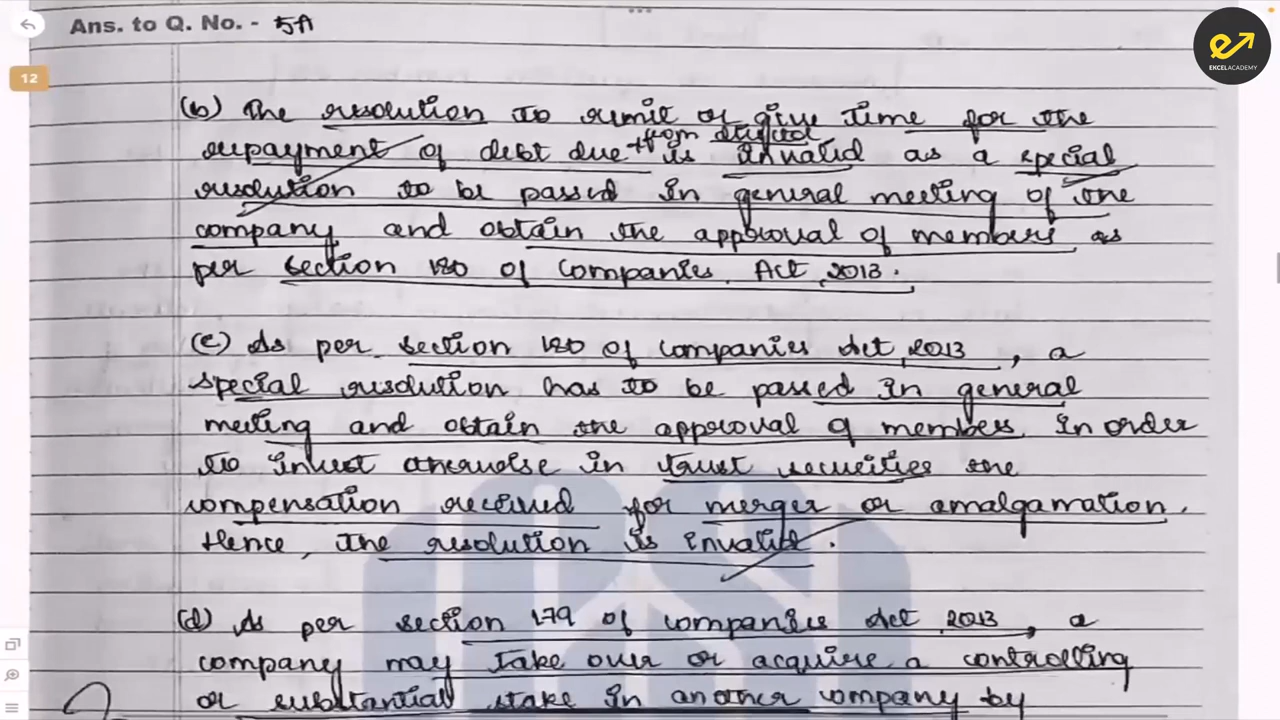 Ans. to Q. No. - 5A
12
EKCELACADEMY
(b) The resolution to remit or give time for the
from director
repayment of debt due is invalid as a special
resolution to be passed in general meeting of the
company and obtain the approval of members as
per section 180 of Companies Act, 2013.
(c) As per section 180 of Companies Act, 2013, a
special resolution has to be passed in general
meeting and obtain the approval of members in order
to invest otherwise in trust securities the
compensation received for merger or amalgamation.
Hence, the resolution is invalid.
(d) As per section 179 of Companies Act, 2013, a
company may take over or acquire a controlling
or substantial stake in another company by